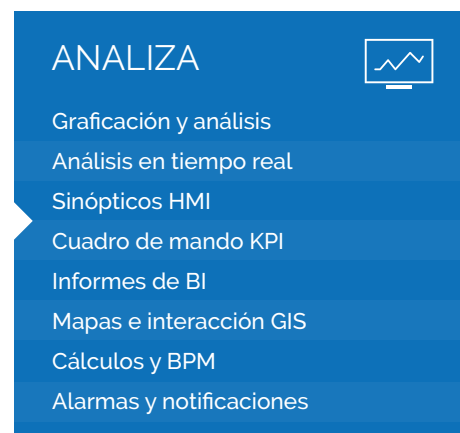 ANALIZA
Graficación y análisis
Análisis en tiempo real
Sinópticos HMI
Cuadro de mando KPI
Informes de BI
Mapas e interacción GIS
Cálculos y BPM
Alarmas y notificaciones